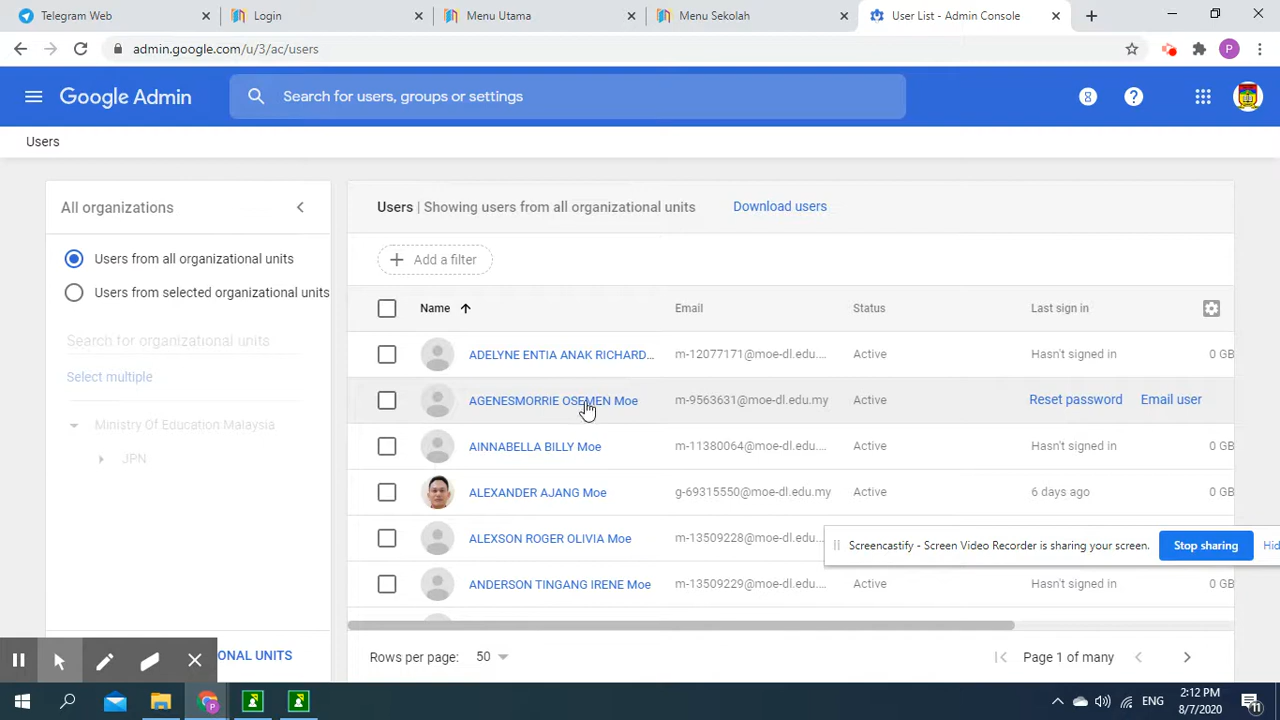 Telegram Web
Login
Menu Utama
Menu Sekolah
User List - Admin Console
admin.google.com/u/3/ac/users
P
Google Admin
Search for users, groups or settings
8
?
Users
All organizations
Users from all organizational units
Users from selected organizational units
Search for organizational units
Select multiple
Ministry Of Education Malaysia
JPN
ONAL UNITS
Users | Showing users from all organizational units
Download users
Add a filter
Name
Email
Status
Last sign in
ADELYNE ENTIA ANAK RICHARD... m-12077171@moe-dl.edu.... Active Hasn't signed in 0 GB
AGENESMORRIE OSEMEN Moe m-9563631@moe-dl.edu.my Active Reset password Email user
AINNABELLA BILLY Moe m-11380064@moe-dl.edu.... Active Hasn't signed in 0 GB
ALEXANDER AJANG Moe g-69315550@moe-dl.edu.my Active 6 days ago 0 GB
ALEXSON ROGER OLIVIA Moe m-13509228@moe-dl.edu
Screencastify - Screen Video Recorder is sharing your screen.
Stop sharing
Hid
ANDERSON TINGANG IRENE Moe m-13509229@moe-dl.edu.... Active Hasn't signed in 0 GB
Rows per page: 50
Page 1 of many
ENG
2:12 PM
8/7/2020
11